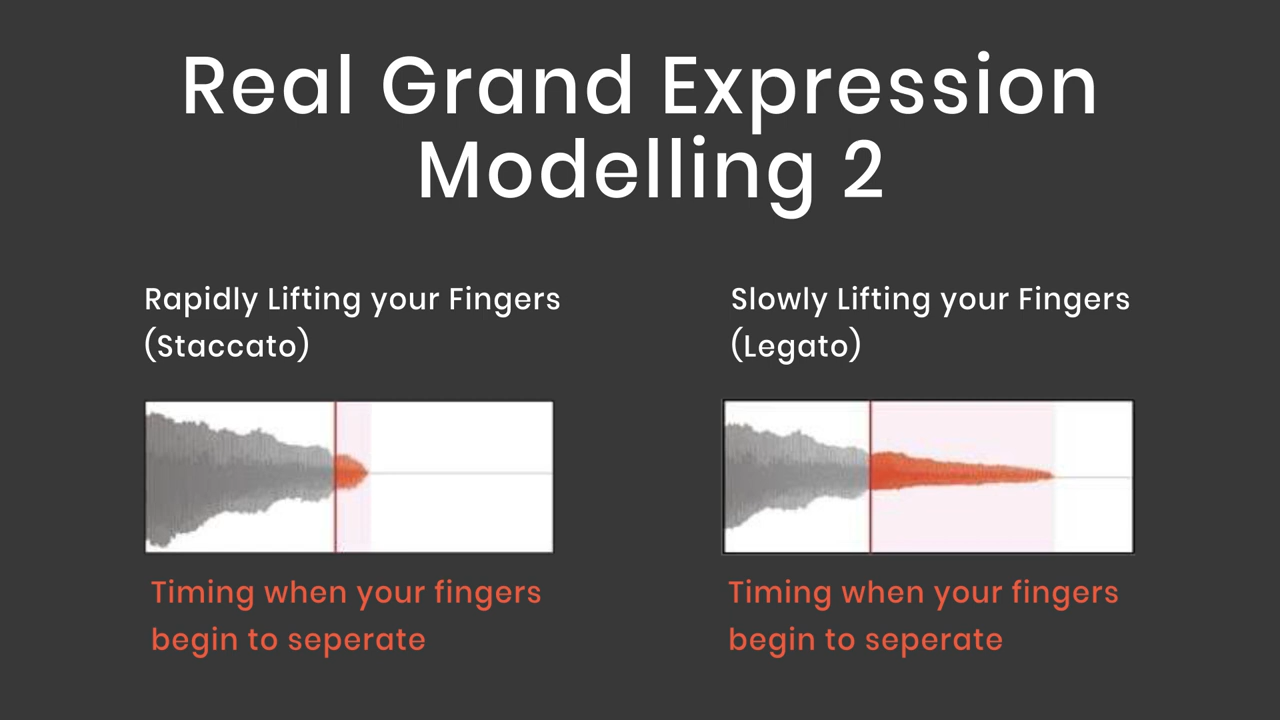 Real Grand Expression
Modelling 2
Rapidly Lifting your Fingers
(Staccato)
Slowly Lifting your Fingers
(Legato)
Timing when your fingers
begin to seperate
Timing when your fingers
begin to seperate